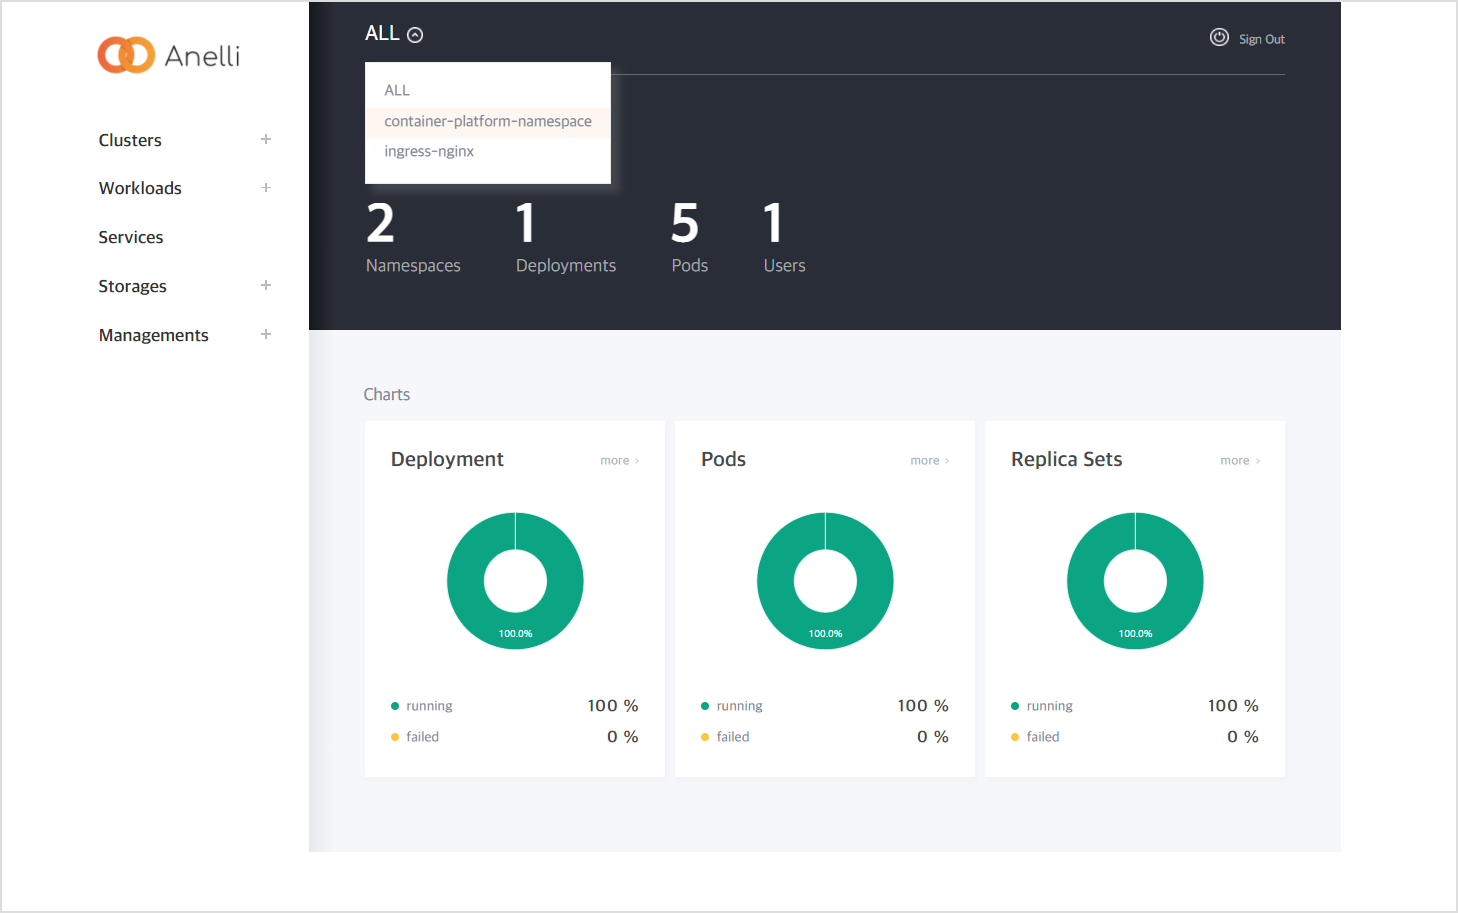 Anelli
Clusters +
Workloads +
Services
Storages +
Managements +
ALL
Sign Out
ALL
container-platform-namespace
ingress-nginx
2 1 5 1
Namespaces Deployments Pods Users
Charts
Deployment more >
100.0%
running 100 %
failed 0 %
Pods more >
100.0%
running 100 %
failed 0 %
Replica Sets more >
100.0%
running 100 %
failed 0 %